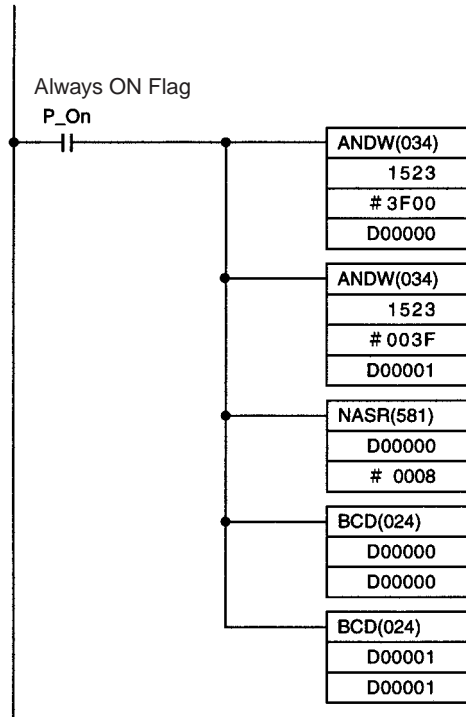 Always ON Flag
P_On
ANDW(034)
1523
# 3F00
D00000
ANDW(034)
1523
# 003F
D00001
NASR(581)
D00000
# 0008
BCD(024)
D00000
D00000
BCD(024)
D00001
D00001